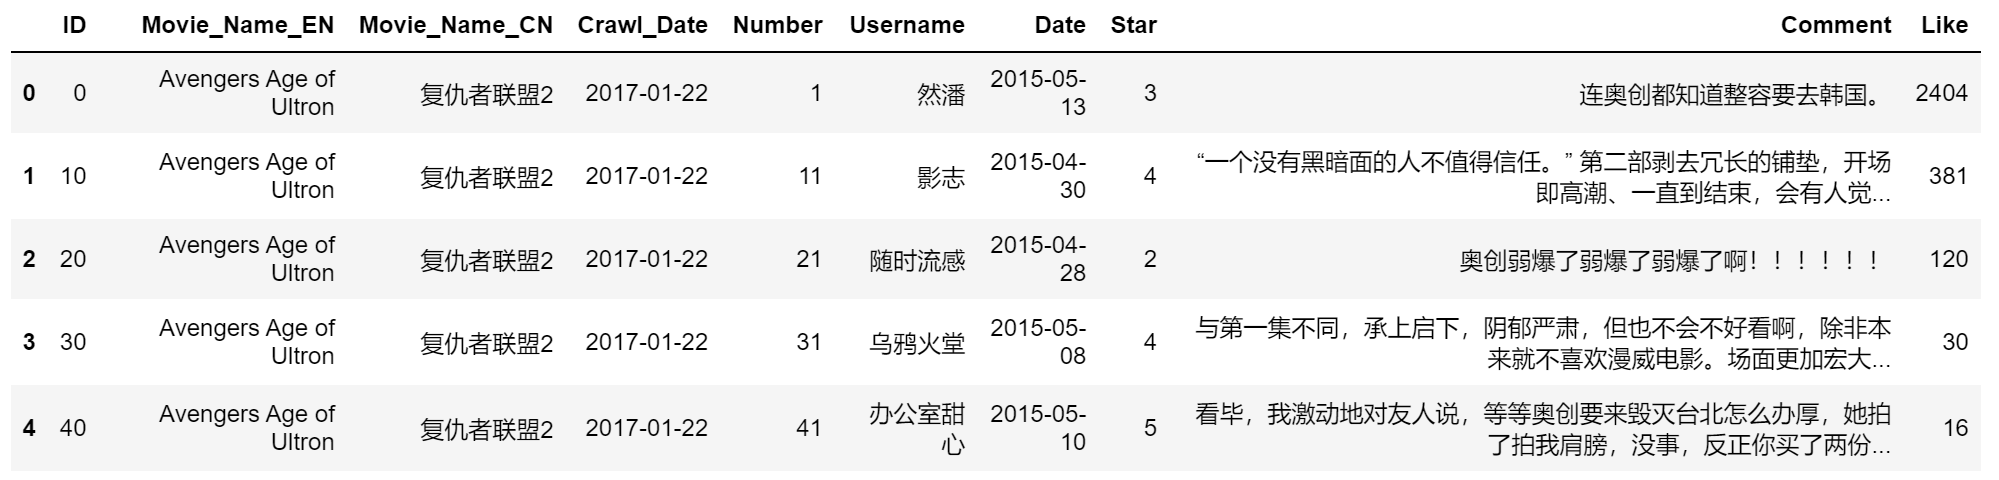 ID Movie_Name_EN Movie_Name_CN Crawl_Date Number Username Date Star Comment Like
0 0 Avengers Age of Ultron 复仇者联盟2 2017-01-22 1 然潘 2015-05-13 3 连奥创都知道整容要去韩国。 2404
1 10 Avengers Age of Ultron 复仇者联盟2 2017-01-22 11 影志 2015-04-30 4 “一个没有黑暗面的人不值得信任。” 第二部剥去冗长的铺垫，开场即高潮、一直到结束，会有人觉... 381
2 20 Avengers Age of Ultron 复仇者联盟2 2017-01-22 21 随时流感 2015-04-28 2 奥创弱爆了弱爆了弱爆了啊！！！！！！ 120
3 30 Avengers Age of Ultron 复仇者联盟2 2017-01-22 31 乌鸦火堂 2015-05-08 4 与第一集不同，承上启下，阴郁严肃，但也不会不好看啊，除非本来就不喜欢漫威电影。场面更加宏大... 30
4 40 Avengers Age of Ultron 复仇者联盟2 2017-01-22 41 办公室甜心 2015-05-10 5 看毕，我激动地对友人说，等等奥创要来毁灭台北怎么办厚，她拍了拍我肩膀，没事，反正你买了两份... 16